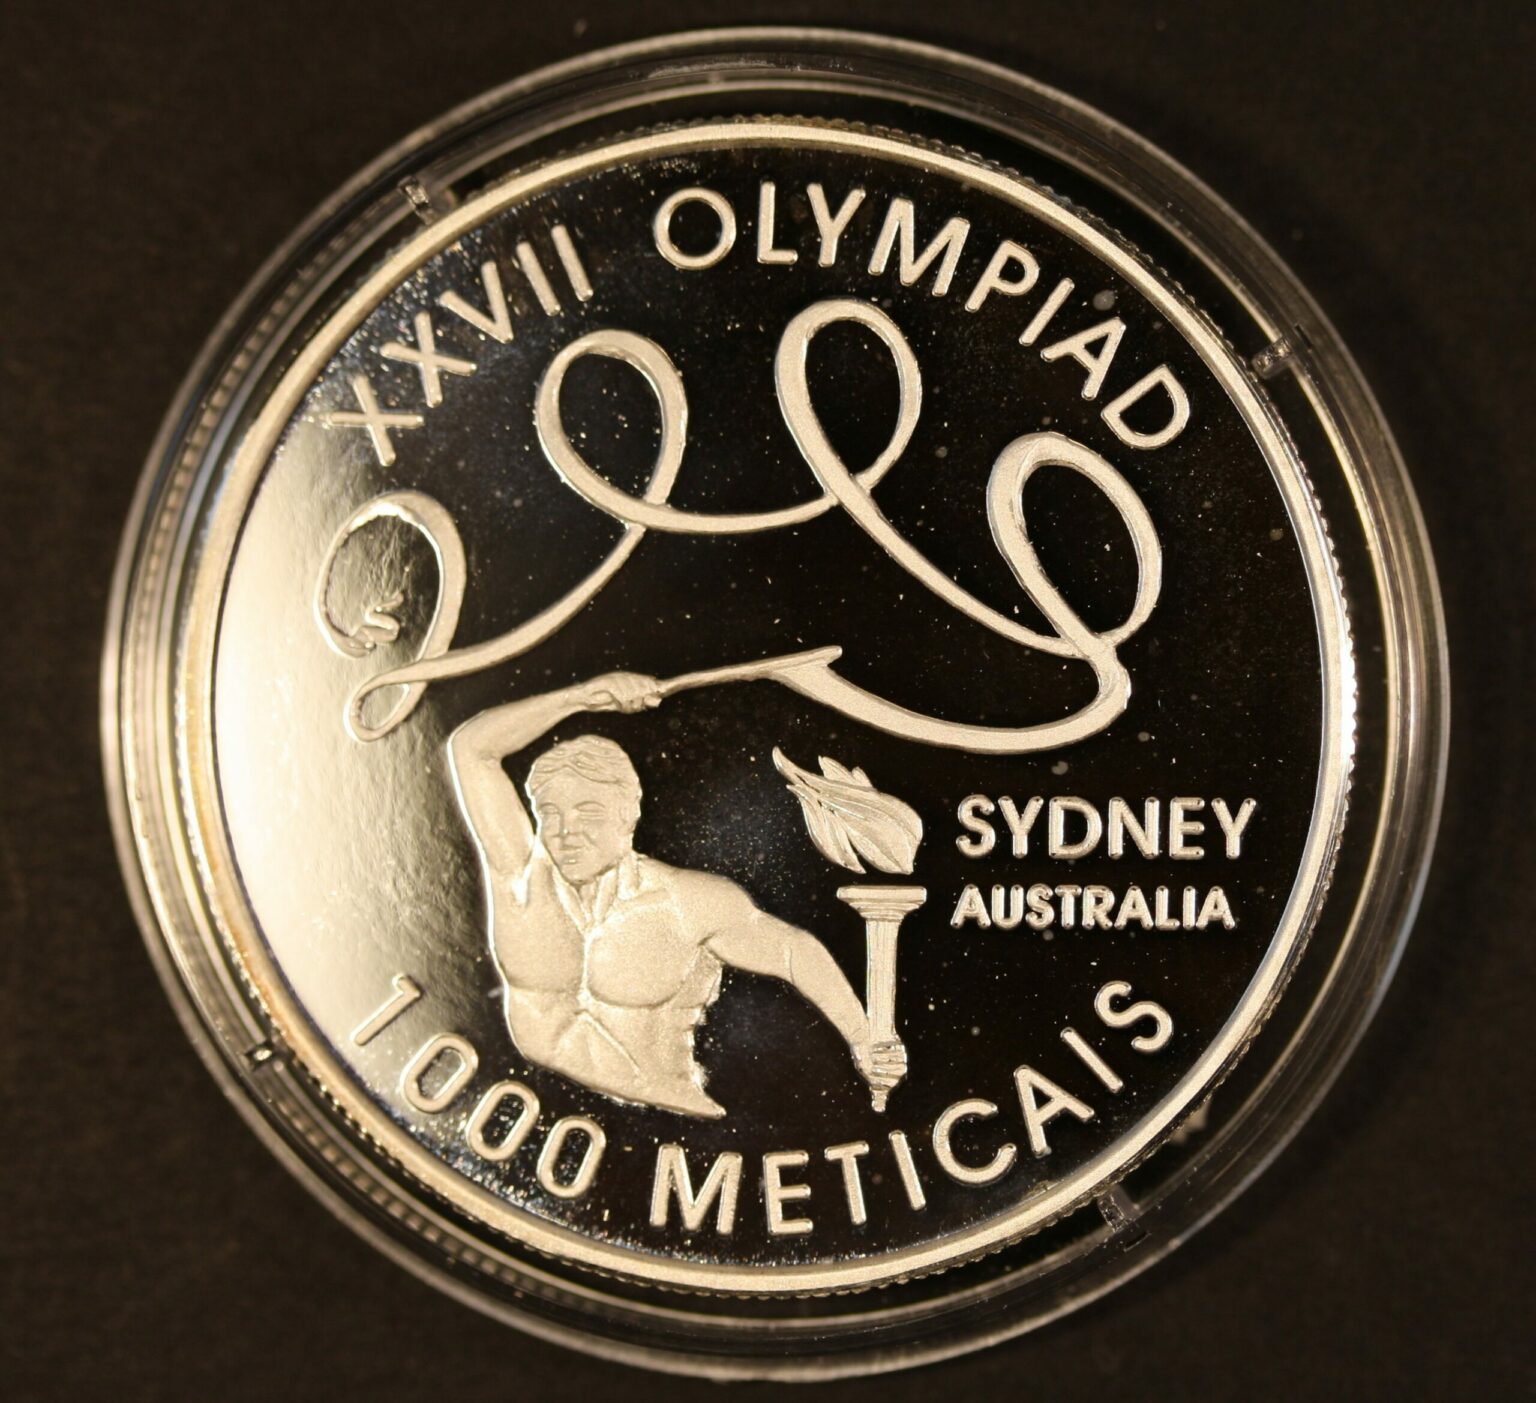 XXVII OLYMPIAD
SYDNEY
AUSTRALIA
1000 METICAIS